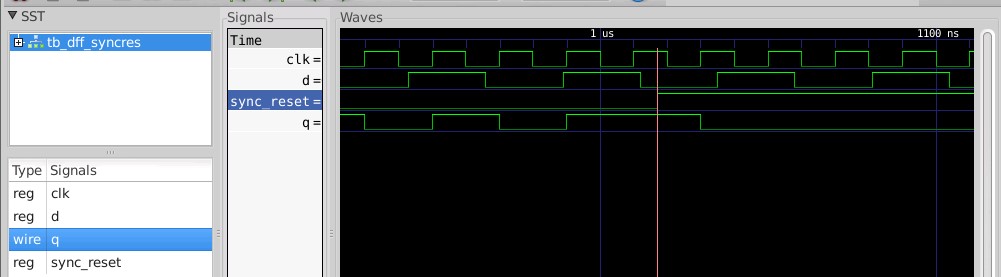 SST
tb_dff_syncres
Type Signals
reg clk
reg d
wire q
reg sync_reset
Signals
Time
clk =
d =
sync_reset =
q =
Waves
1 us 1100 ns